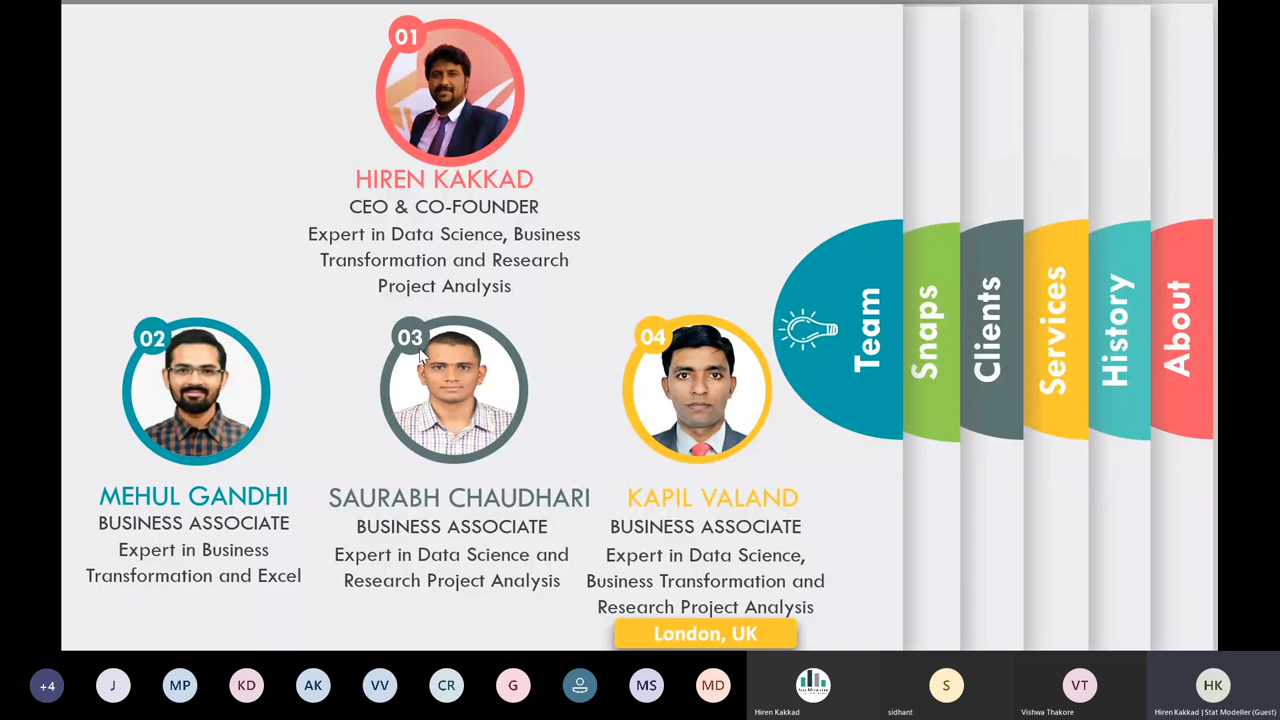 01
HIREN KAKKAD
CEO & CO-FOUNDER
Expert in Data Science, Business
Transformation and Research
Project Analysis
02
MEHUL GANDHI
BUSINESS ASSOCIATE
Expert in Business
Transformation and Excel
03
SAURABH CHAUDHARI
BUSINESS ASSOCIATE
Expert in Data Science and
Research Project Analysis
04
KAPIL VALAND
BUSINESS ASSOCIATE
Expert in Data Science,
Business Transformation and
Research Project Analysis
London, UK
Team
Snaps
Clients
Services
History
About
+4
J
MP
KD
AK
VV
CR
G
MS
MD
Hiren Kakkad
S
sidhant
VT
Vishwa Thakore
HK
Hiren Kakkad |Stat Modeller (Guest)